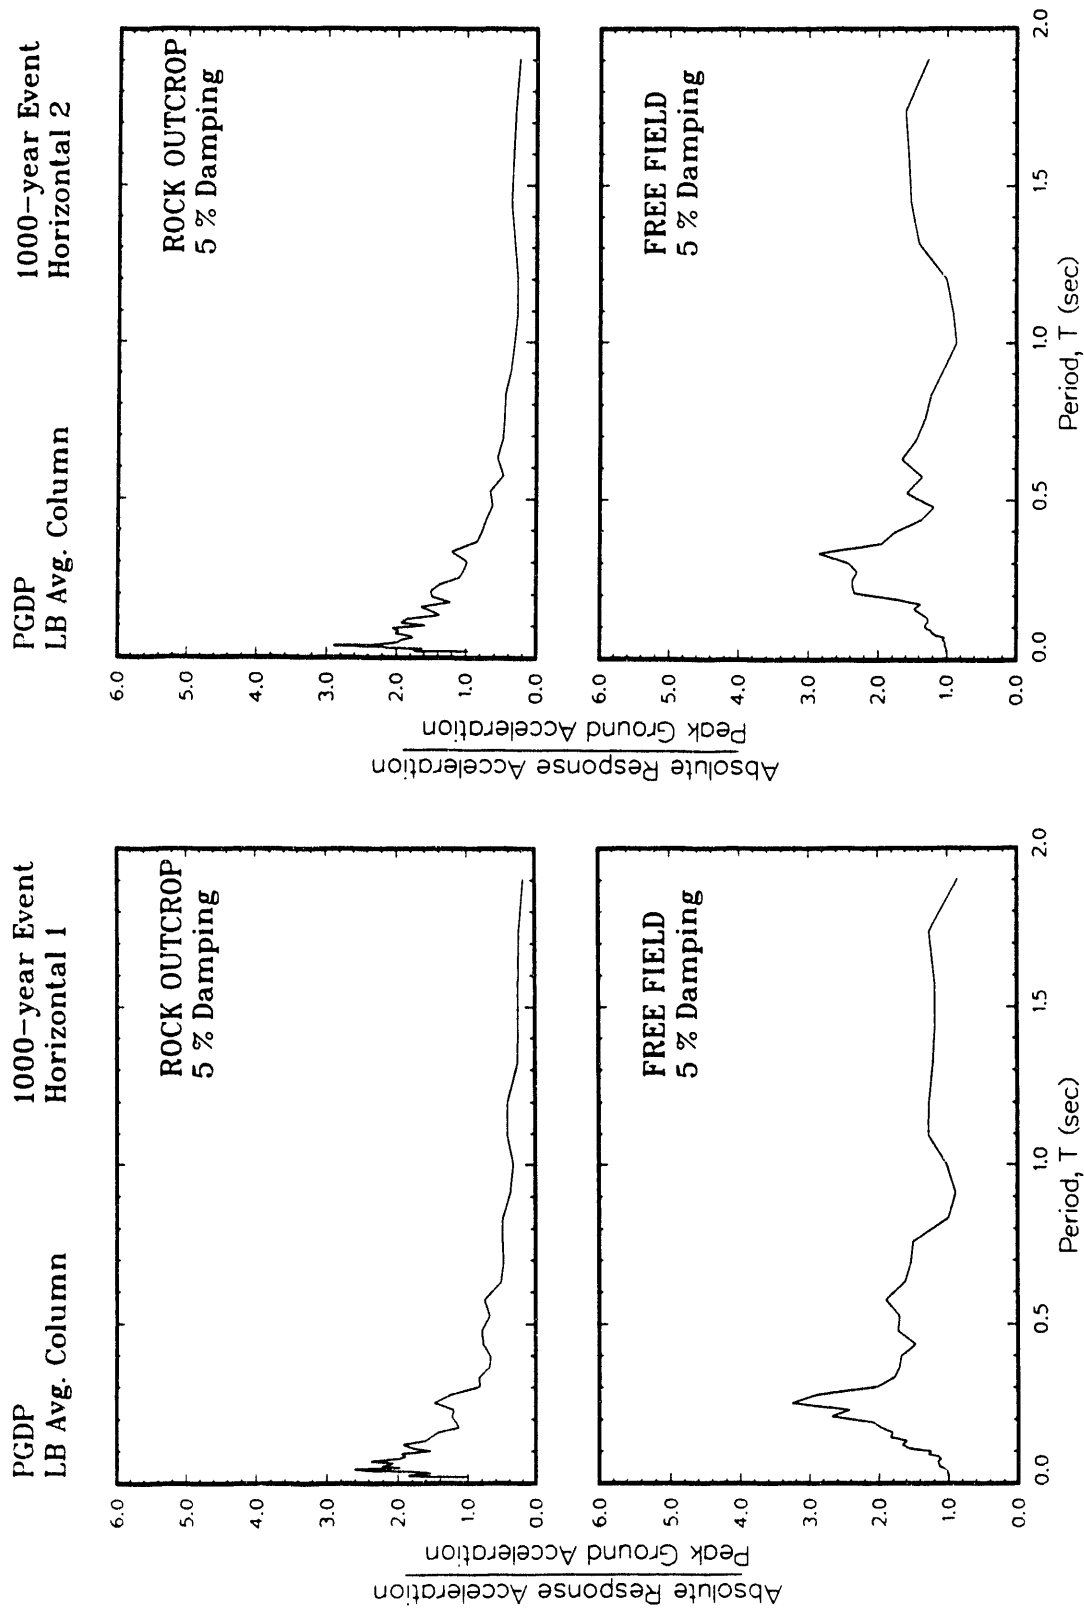 PGDP
LB Avg. Column
1000-year Event
Horizontal 1
Absolute Response Acceleration
Peak Ground Acceleration
6.0
5.0
4.0
3.0
2.0
1.0
0.0
ROCK OUTCROP
5 % Damping
6.0
5.0
4.0
3.0
2.0
1.0
0.0
FREE FIELD
5 % Damping
0.0
0.5
1.0
1.5
2.0
Period, T (sec)
PGDP
LB Avg. Column
1000-year Event
Horizontal 2
Absolute Response Acceleration
Peak Ground Acceleration
6.0
5.0
4.0
3.0
2.0
1.0
0.0
ROCK OUTCROP
5 % Damping
6.0
5.0
4.0
3.0
2.0
1.0
0.0
FREE FIELD
5 % Damping
0.0
0.5
1.0
1.5
2.0
Period, T (sec)